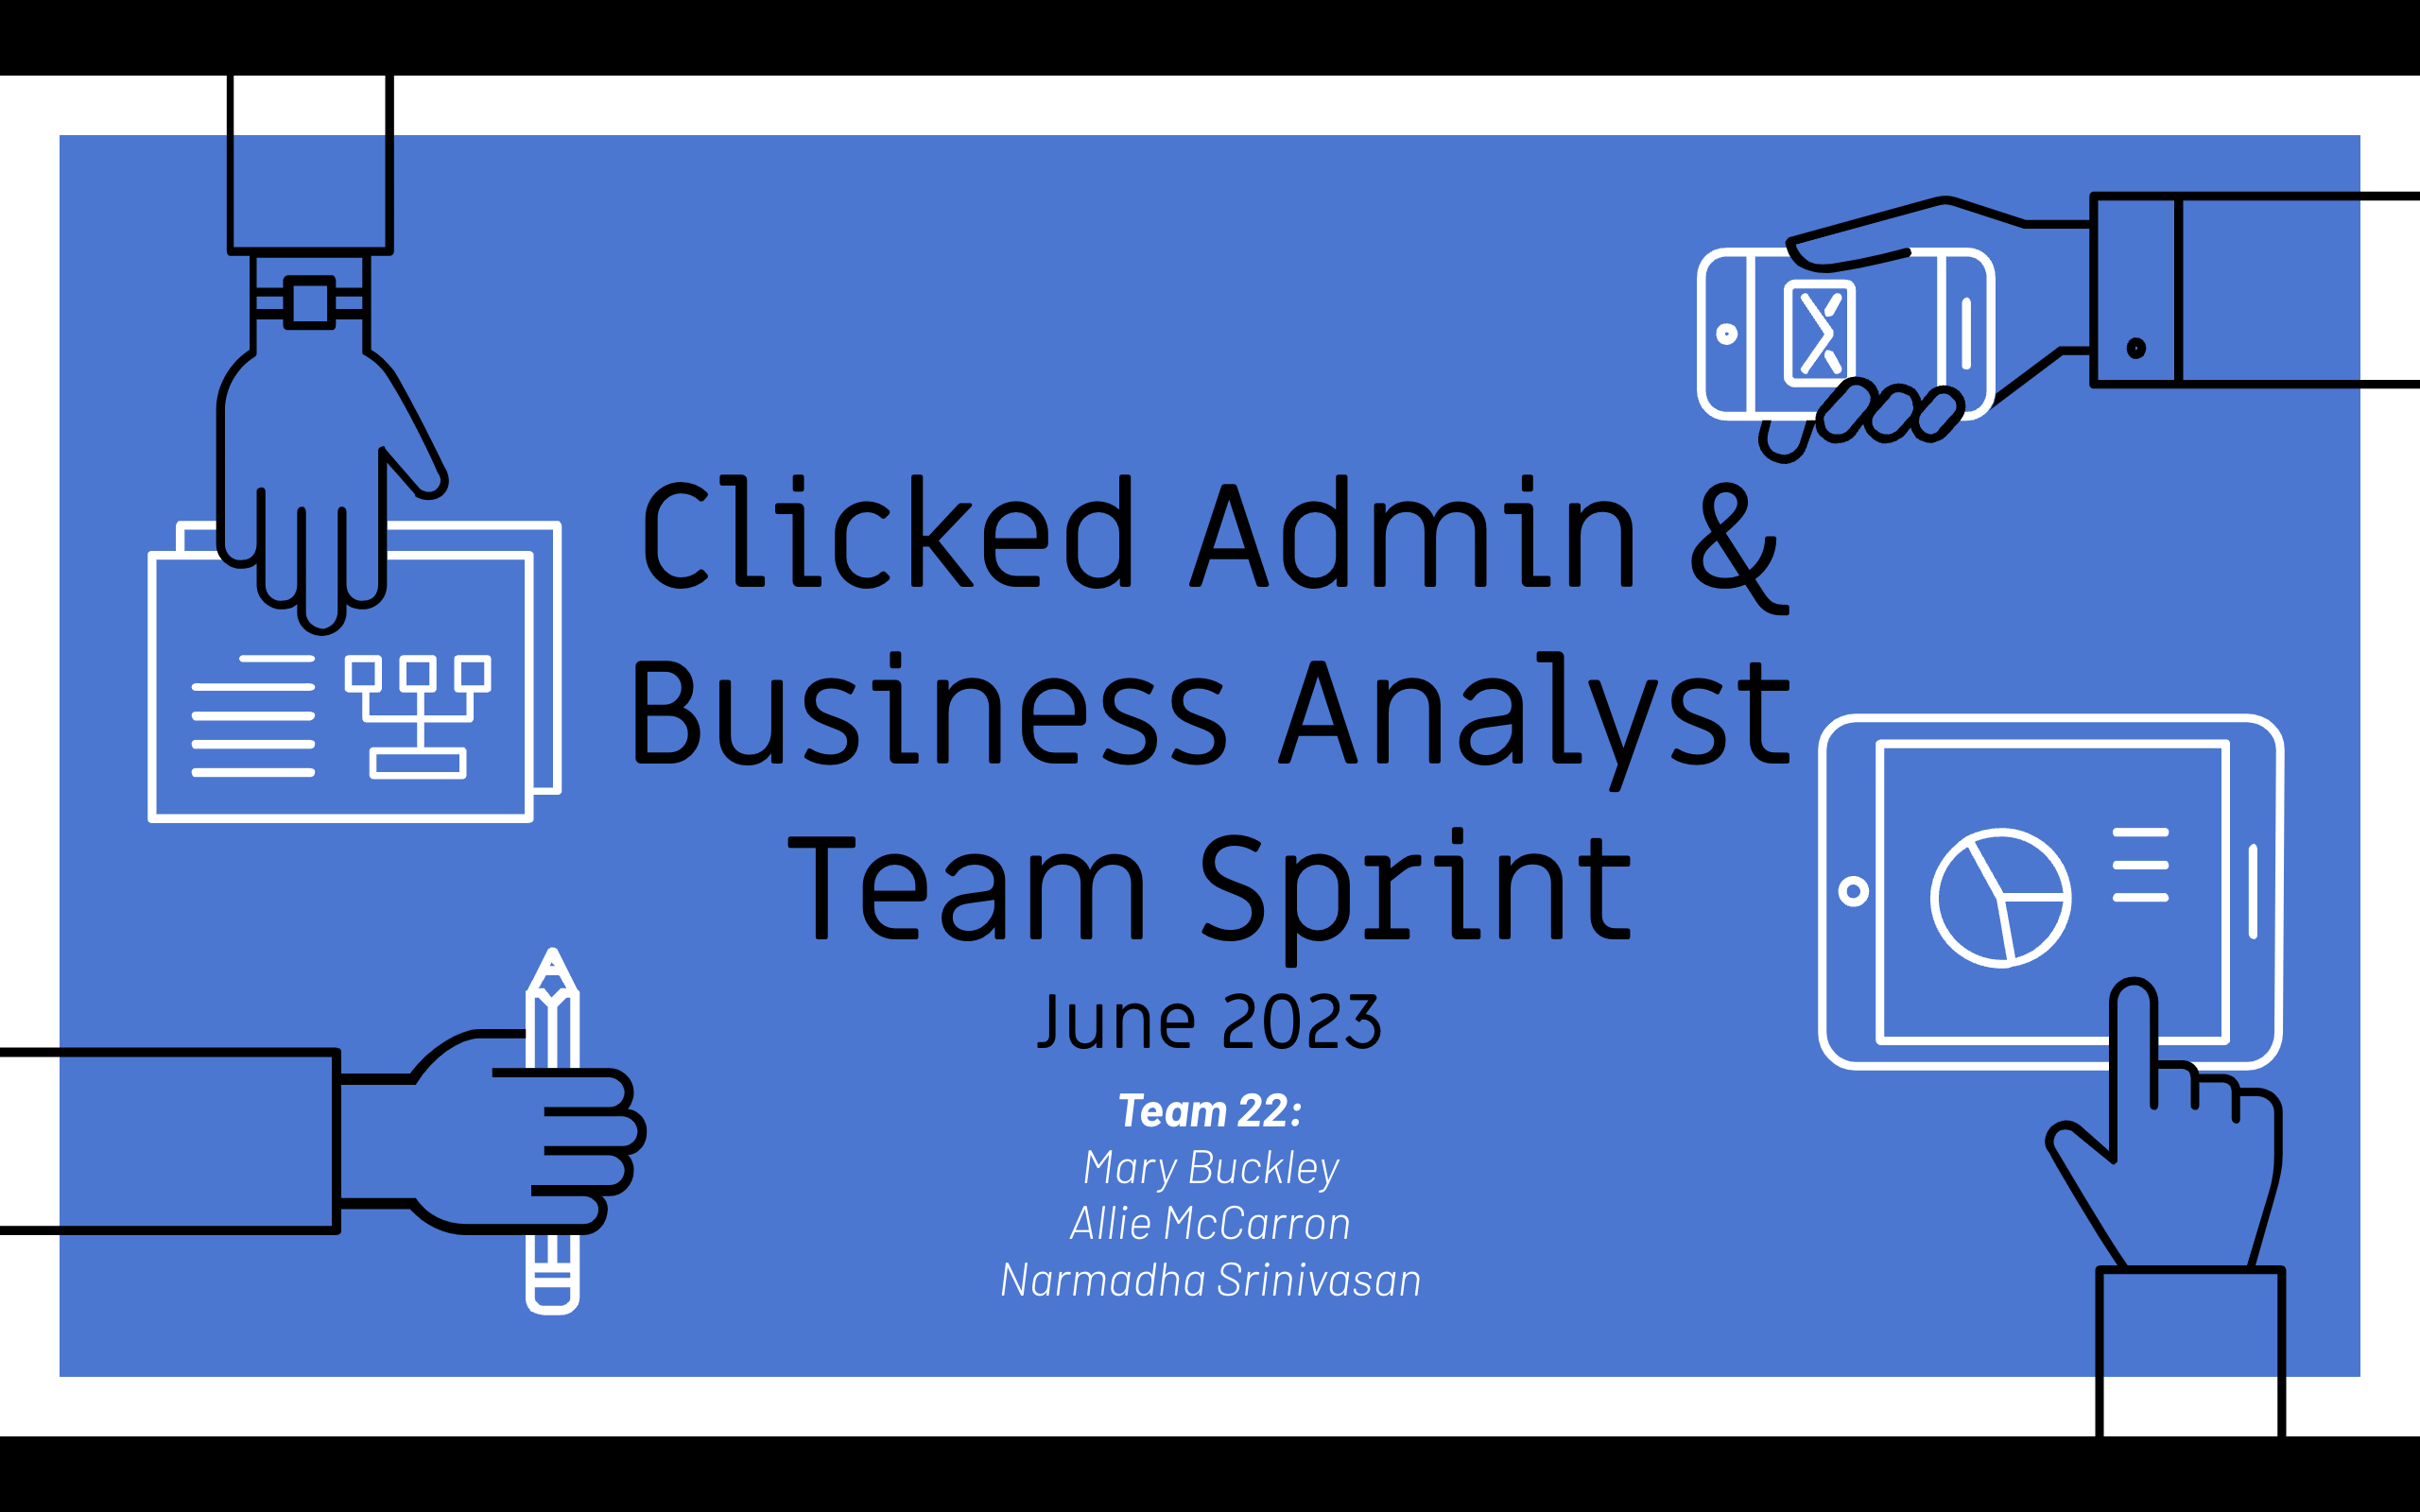 Clicked Admin &
Business Analyst
Team Sprint
June 2023
Team 22:
Mary Buckley
Allie McCarron
Narmadha Srinivasan